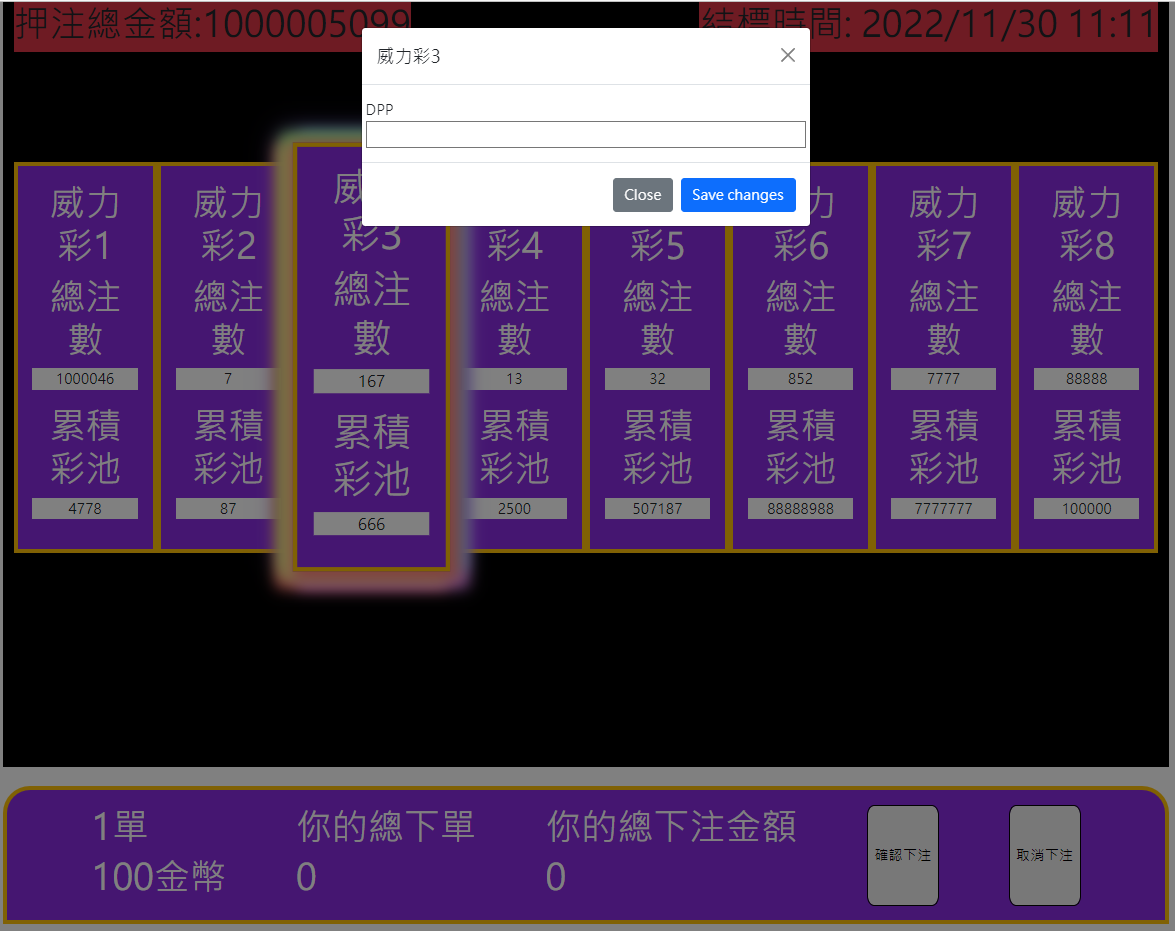 押注總金額:1000005099
結標時間: 2022/11/30 11:11
威力彩3
DPP
Close
Save changes
威力
彩1
總注
數
1000046
累積
彩池
4778
威力
彩2
總注
數
7
累積
彩池
87
威
彩3
總注
數
167
累積
彩池
666
彩4
總注
數
13
累積
彩池
2500
彩5
總注
數
32
累積
彩池
507187
力
彩6
總注
數
852
累積
彩池
88888988
威力
彩7
總注
數
7777
累積
彩池
7777777
威力
彩8
總注
數
88888
累積
彩池
100000
1單
100金幣
你的總下單
0
你的總下注金額
0
確認下注
取消下注